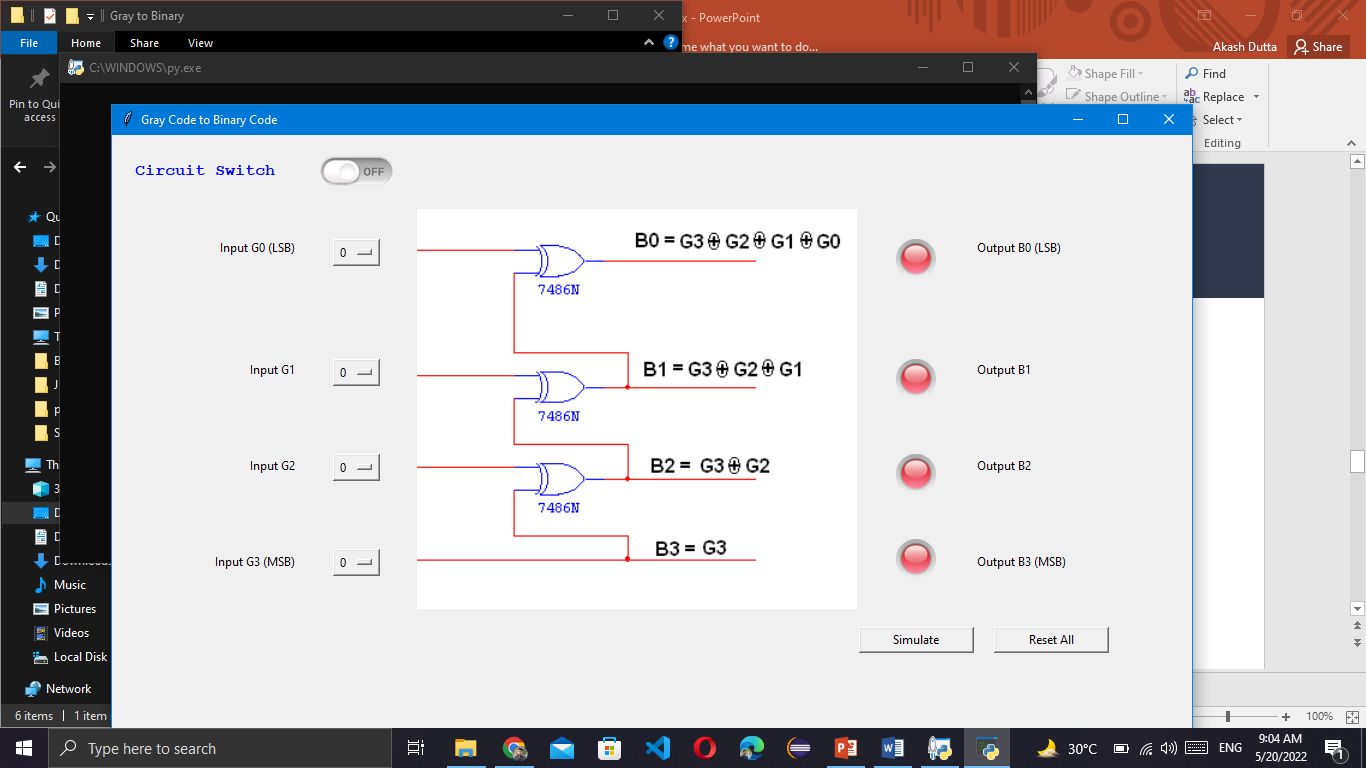 Gray to Binary
x - PowerPoint
File Home Share View
me what you want to do...
Akash Dutta Share
C:\WINDOWS\py.exe
Pin to Qui
access
Shape Fill
Shape Outline
Find
Replace
Select
Editing
Gray Code to Binary Code
Circuit Switch OFF
Input G0 (LSB) 0
B0 = G3 ⊕ G2 ⊕ G1 ⊕ G0
Output B0 (LSB)
7486N
Input G1 0
B1 = G3 ⊕ G2 ⊕ G1
Output B1
7486N
Input G2 0
B2 = G3 ⊕ G2
Output B2
7486N
Input G3 (MSB) 0
B3 = G3
Output B3 (MSB)
Simulate Reset All
Music
Pictures
Videos
Local Disk
Network
6 items 1 item
100%
Type here to search
30°C
ENG
9:04 AM
5/20/2022
1